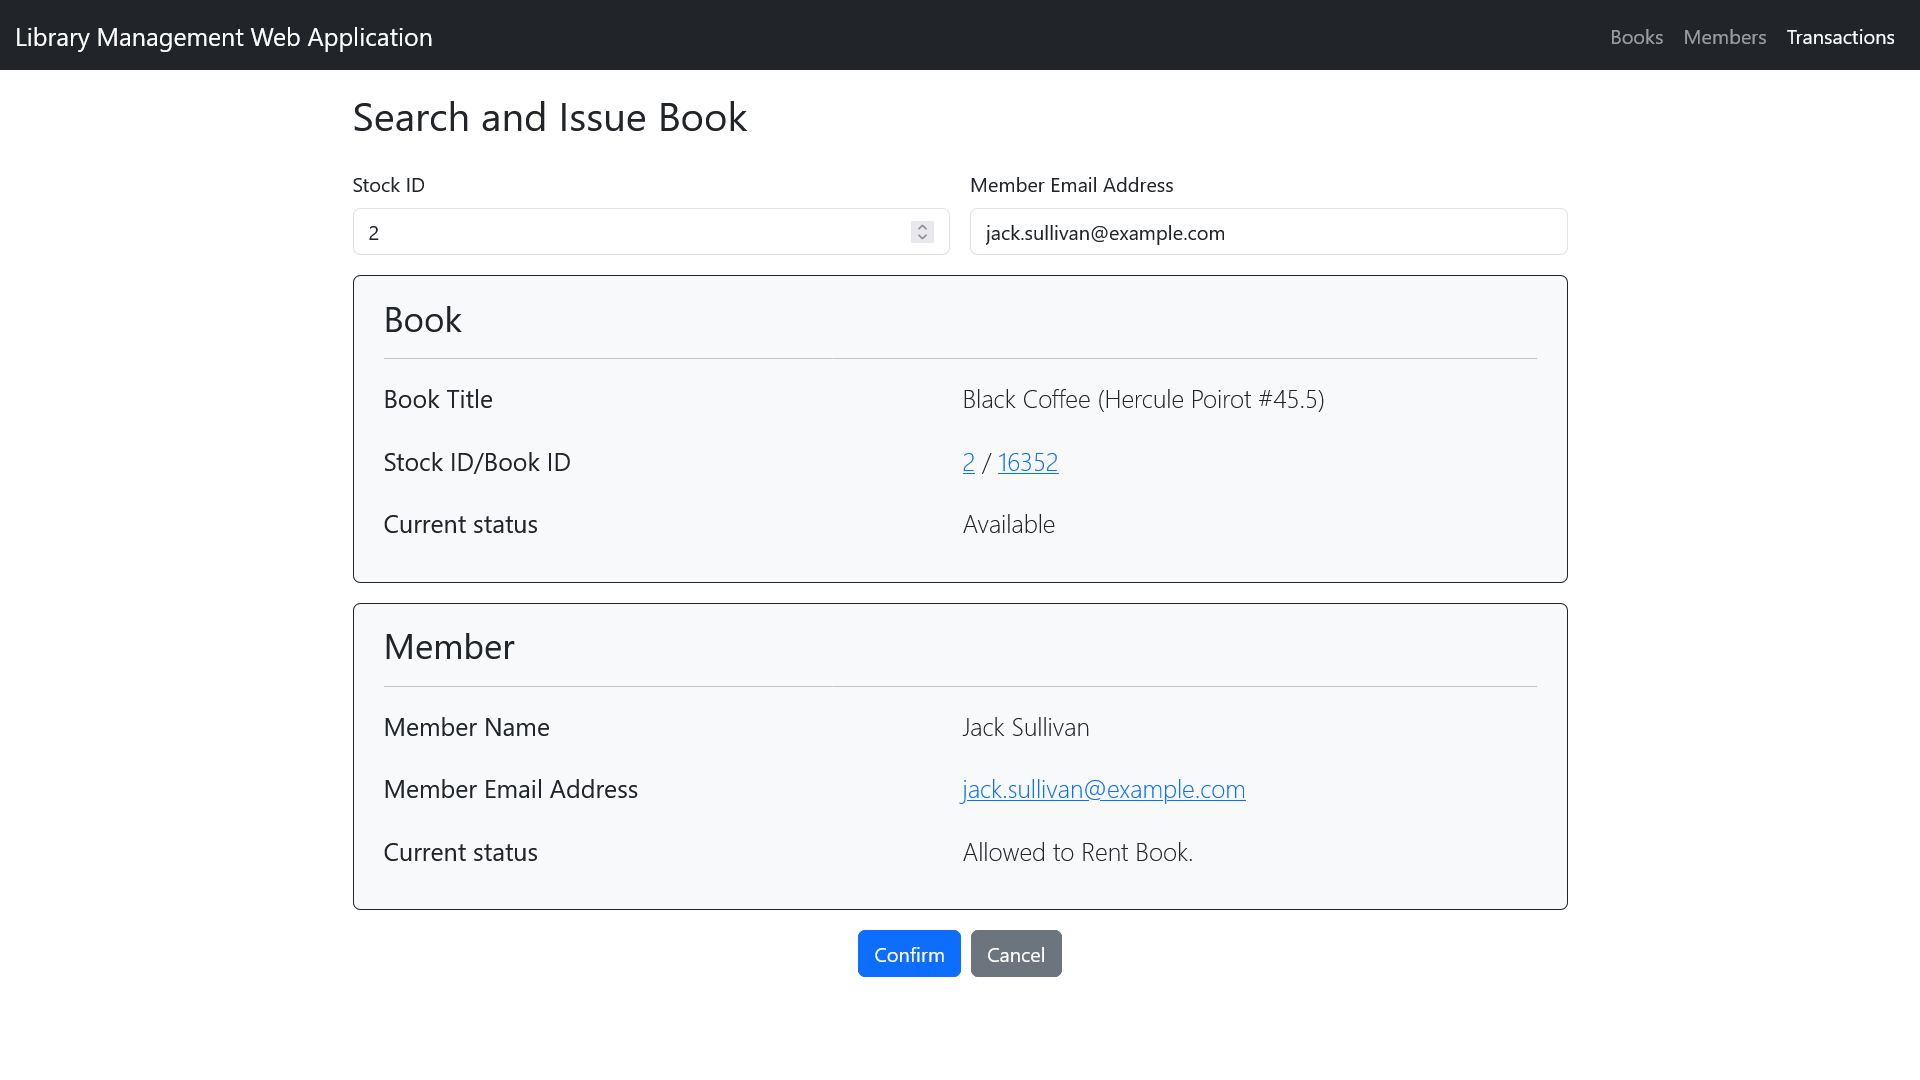 Library Management Web Application
Books Members Transactions
Search and Issue Book
Stock ID
Member Email Address
2
jack.sullivan@example.com
Book
Book Title
Black Coffee (Hercule Poirot #45.5)
Stock ID/Book ID
2 / 16352
Current status
Available
Member
Member Name
Jack Sullivan
Member Email Address
jack.sullivan@example.com
Current status
Allowed to Rent Book.
Confirm
Cancel